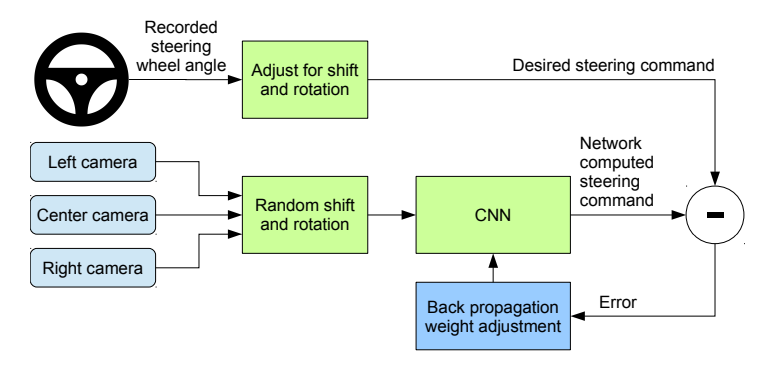 Recorded
steering
wheel angle
Adjust for shift
and rotation
Desired steering command
Left camera
Center camera
Right camera
Random shift
and rotation
CNN
Network
computed
steering
command
-
Back propagation
weight adjustment
Error